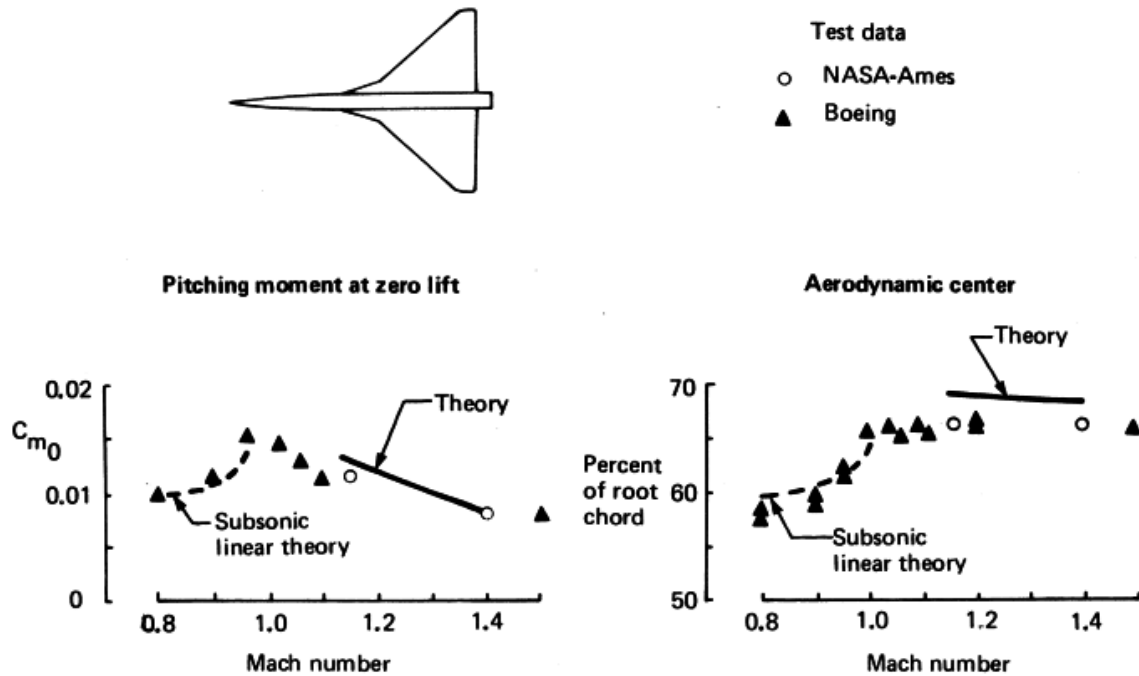 Test data
NASA-Ames
Boeing
Pitching moment at zero lift
0.02
Cm0
0.01
0
Theory
Subsonic
linear theory
0.8 1.0 1.2 1.4
Mach number
Aerodynamic center
70
Percent
of root
chord
60
50
Theory
Subsonic
linear theory
0.8 1.0 1.2 1.4
Mach number